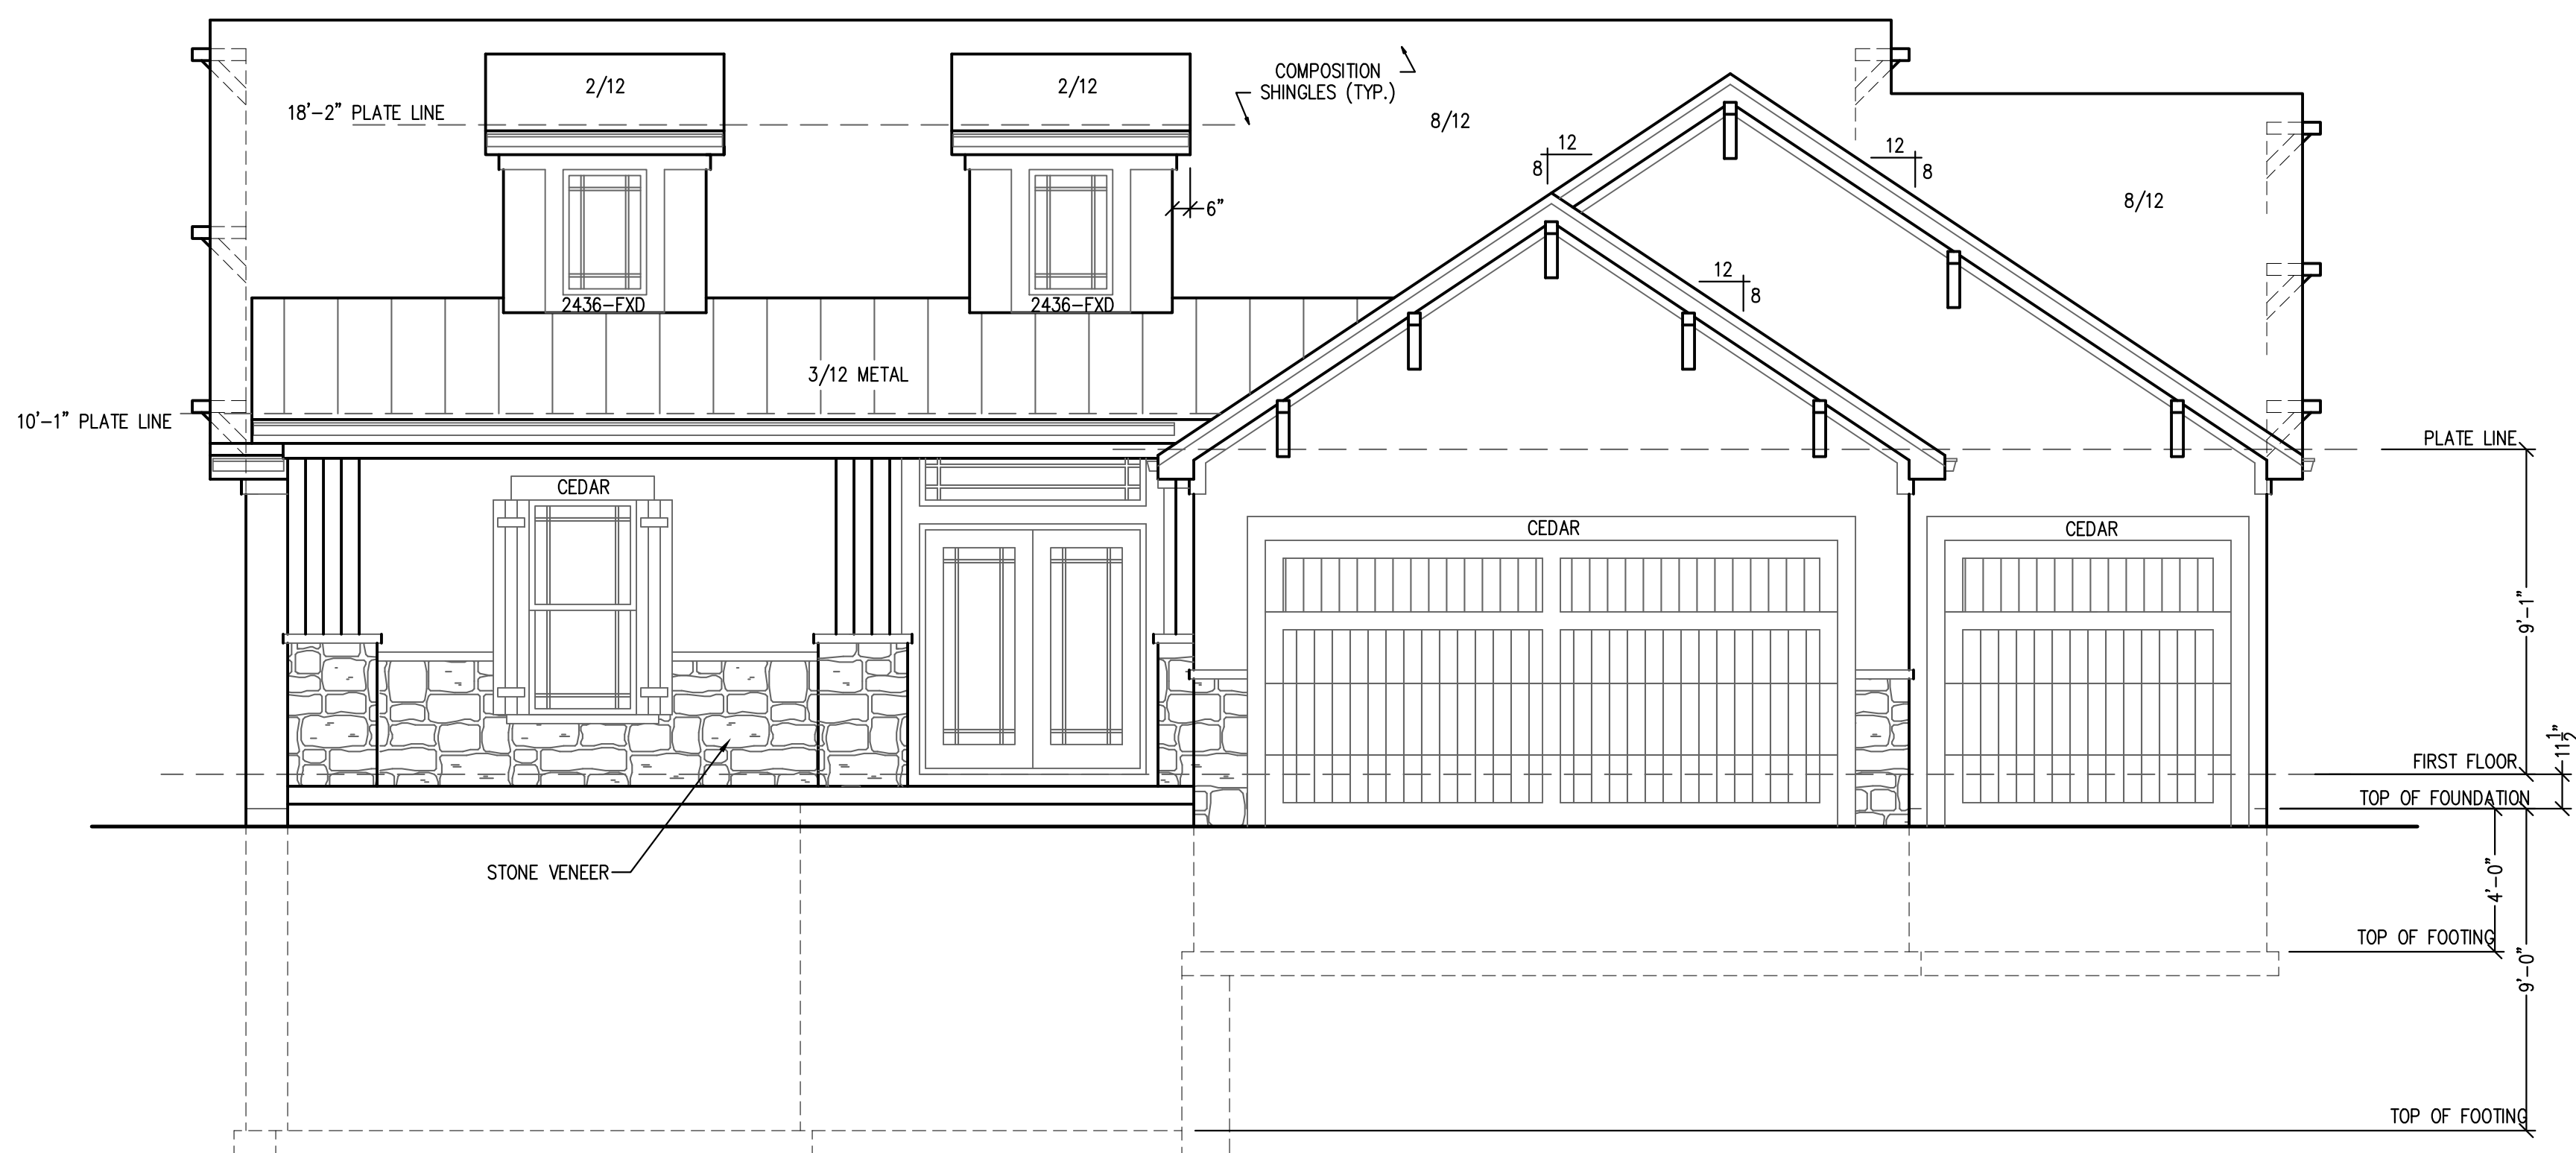 COMPOSITION
SHINGLES (TYP.)
2/12
2/12
18'-2" PLATE LINE
8/12
12
8
12
8
8/12
6"
12
8
2436-FXD
2436-FXD
3/12 METAL
10'-1" PLATE LINE
PLATE LINE
CEDAR
CEDAR
CEDAR
9'-1"
11 1/2"
FIRST FLOOR
TOP OF FOUNDATION
STONE VENEER
4'-0"
TOP OF FOOTING
9'-0"
TOP OF FOOTING